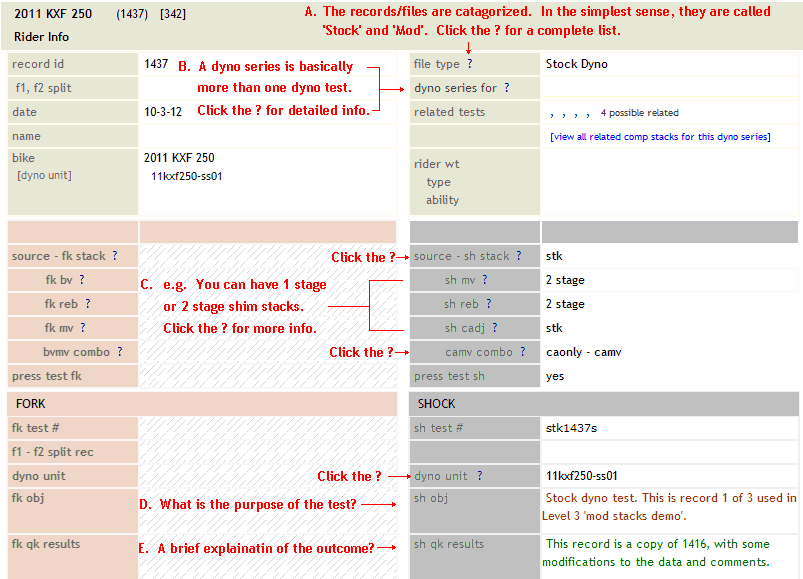 2011 KXF 250 (1437) [342]
Rider Info
A. The records/files are catagorized. In the simplest sense, they are called
'Stock' and 'Mod'. Click the ? for a complete list.
record id 1437
f1, f2 split
date 10-3-12
name
bike 2011 KXF 250
[dyno unit] 11kxf250-ss01
B. A dyno series is basically
more than one dyno test.
Click the ? for detailed info.
file type ? Stock Dyno
dyno series for ?
related tests , , , , 4 possible related
[view all related comp stacks for this dyno series]
rider wt
type
ability
source - fk stack ?
fk bv ?
fk reb ?
fk mv ?
bvmv combo ?
press test fk
Click the ?
C. e.g. You can have 1 stage
or 2 stage shim stacks.
Click the ? for more info.
Click the ?
source - sh stack ? stk
sh mv ? 2 stage
sh reb ? 2 stage
sh cadj ? stk
camv combo ? caonly - camv
press test sh yes
FORK
fk test #
f1 - f2 split rec
dyno unit
fk obj
fk qk results
Click the ?
D. What is the purpose of the test?
E. A brief explainatin of the outcome?
SHOCK
sh test # stk1437s
dyno unit ? 11kxf250-ss01
sh obj Stock dyno test. This is record 1 of 3 used in
Level 3 'mod stacks demo'.
sh qk results This record is a copy of 1416, with some
modifications to the data and comments.